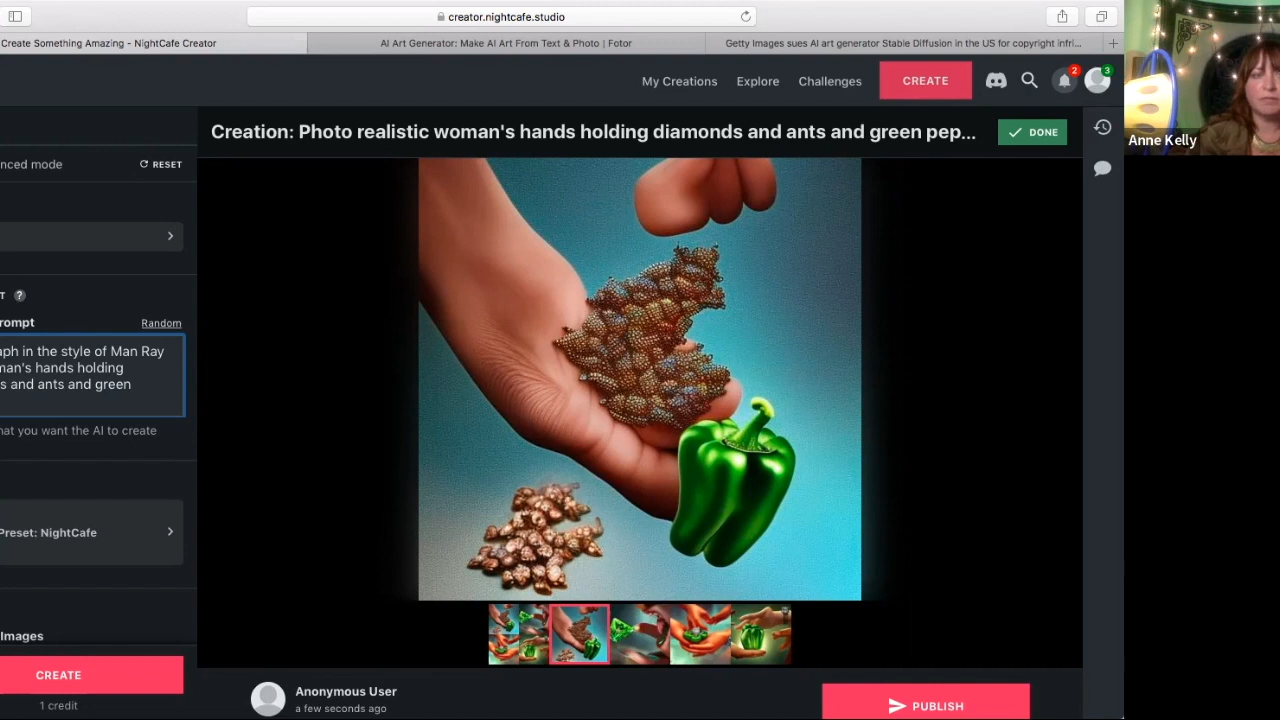 creator.nightcafe.studio
Create Something Amazing - NightCafe Creator
AI Art Generator: Make AI Art From Text & Photo | Fotor
Getty Images sues AI art generator Stable Diffusion in the US for copyright infri...
My Creations
Explore
Challenges
CREATE
2
3
Anne Kelly
nced mode
RESET
Creation: Photo realistic woman's hands holding diamonds and ants and green pep...
DONE
T ?
rompt
Random
aph in the style of Man Ray
man's hands holding
s and ants and green
hat you want the AI to create
Preset: NightCafe
Images
CREATE
1 credit
Anonymous User
a few seconds ago
PUBLISH